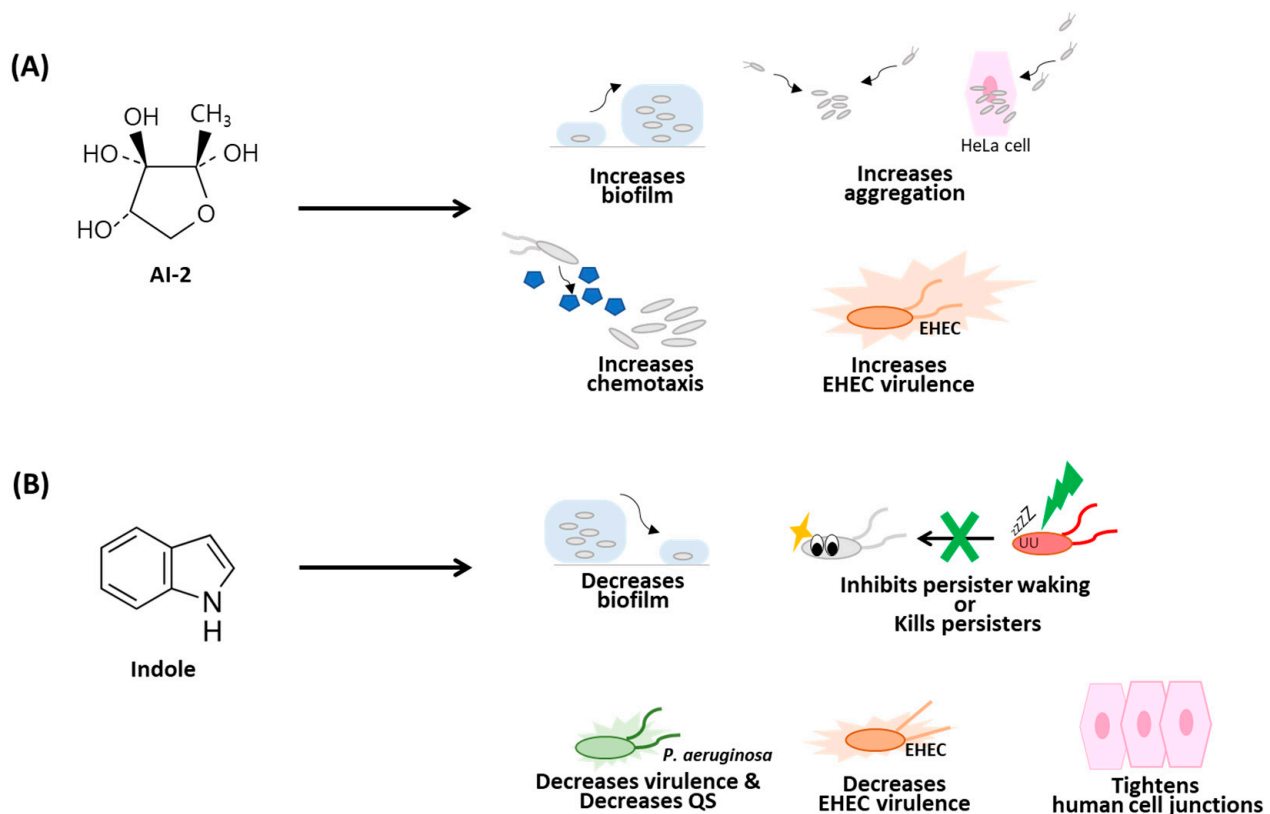 (A)
OH
CH3
HO
OH
HO
O
AI-2
Increases
biofilm
Increases
aggregation
HeLa cell
Increases
chemotaxis
EHEC
Increases
EHEC virulence
(B)
N
H
Indole
Decreases
biofilm
zzZZ
UU
Inhibits persister waking
or
Kills persisters
P. aeruginosa
Decreases virulence &
Decreases QS
EHEC
Decreases
EHEC virulence
Tightens
human cell junctions